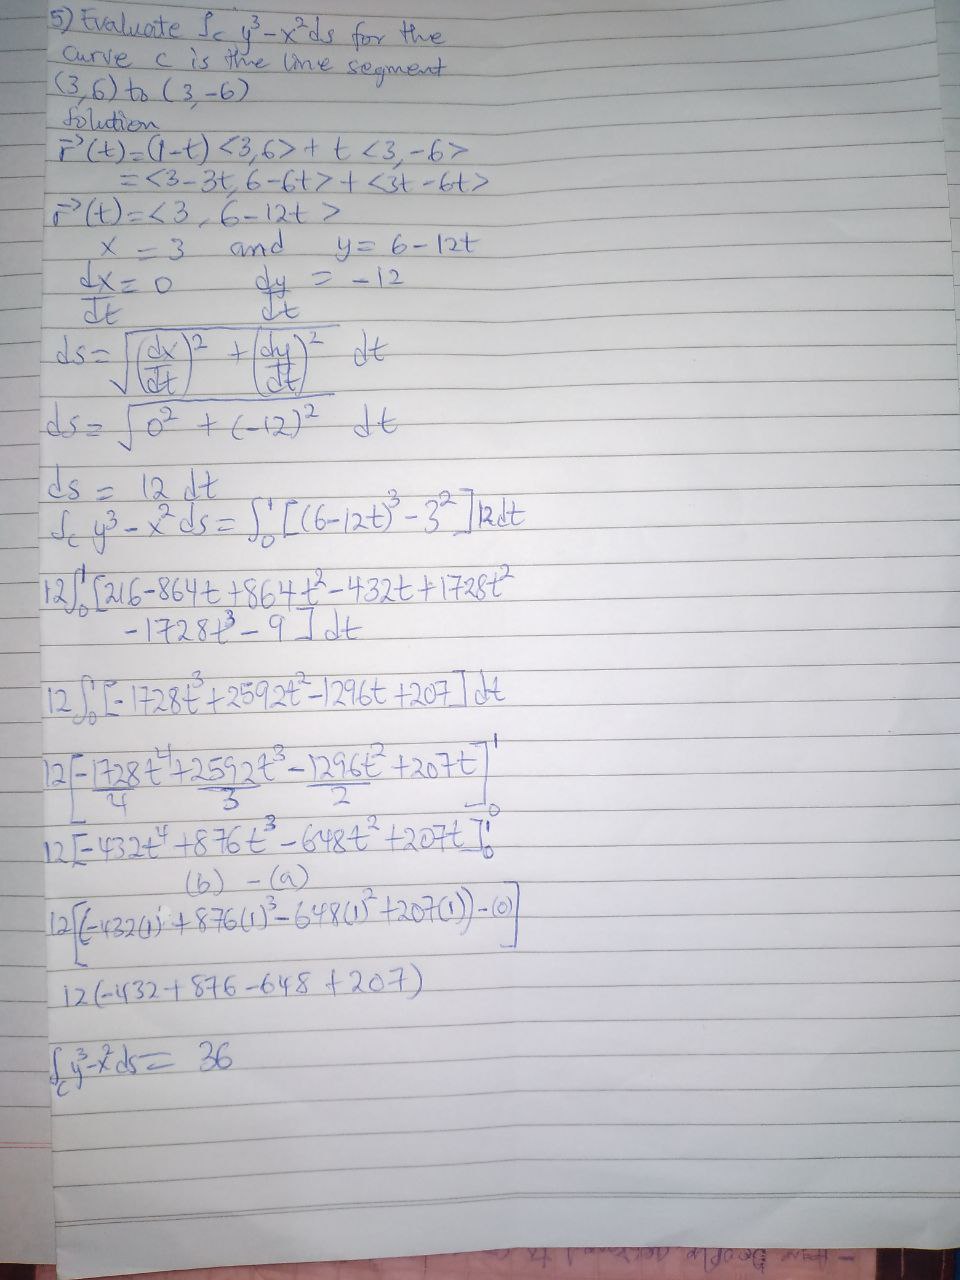 5) Evaluate ∫c y³-x²ds for the
curve c is the line segment
(3,6) to (3,-6)
Solution
r⃗(t)=(1-t) <3,6> + t <3,-6>
= <3-3t, 6-6t> + <3t -6t>
r⃗(t)=<3, 6-12t >
x = 3 and y = 6-12t
dx/dt = 0 dy/dt = -12
ds = √((dx/dt)² + (dy/dt)²) dt
ds = √(0² + (-12)²) dt
ds = 12 dt
∫c y³-x²ds = ∫₀¹ [(6-12t)³-3²]12dt
12∫₀¹ [216-864t+864t²-432t+1728t²
-1728t³-9] dt
12∫₀¹ [-1728t³+2592t²-1296t+207] dt
12[-1728t⁴/4+2592t³/3-1296t²/2+207t]₀¹
12[-432t⁴+876t³-648t²+207t]₀¹
(b) - (a)
12[(-432(1)+876(1)³-648(1)²+207(1))-(0)]
12(-432+876-648+207)
∫c y³-x²ds = 36